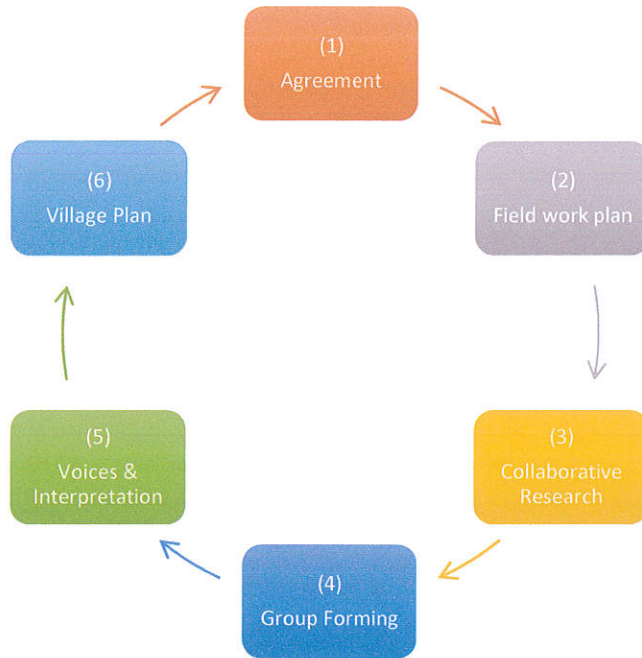 (1)
Agreement
(2)
Field work plan
(3)
Collaborative
Research
(4)
Group Forming
(5)
Voices &
Interpretation
(6)
Village Plan